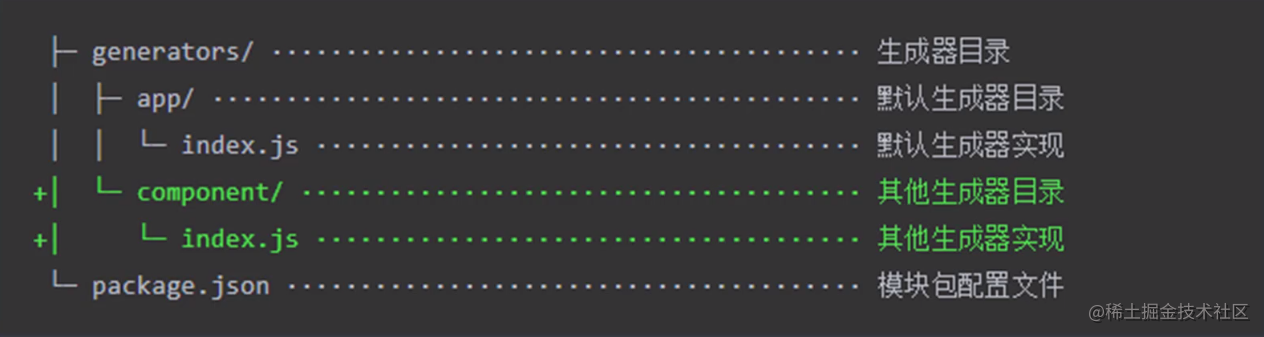 ├─ generators/ ········································ 生成器目录
│  ├─ app/ ············································ 默认生成器目录
│  │  └─ index.js ····································· 默认生成器实现
+│  └─ component/ ······································ 其他生成器目录
+│     └─ index.js ····································· 其他生成器实现
└─ package.json ······································· 模块包配置文件
@稀土掘金技术社区